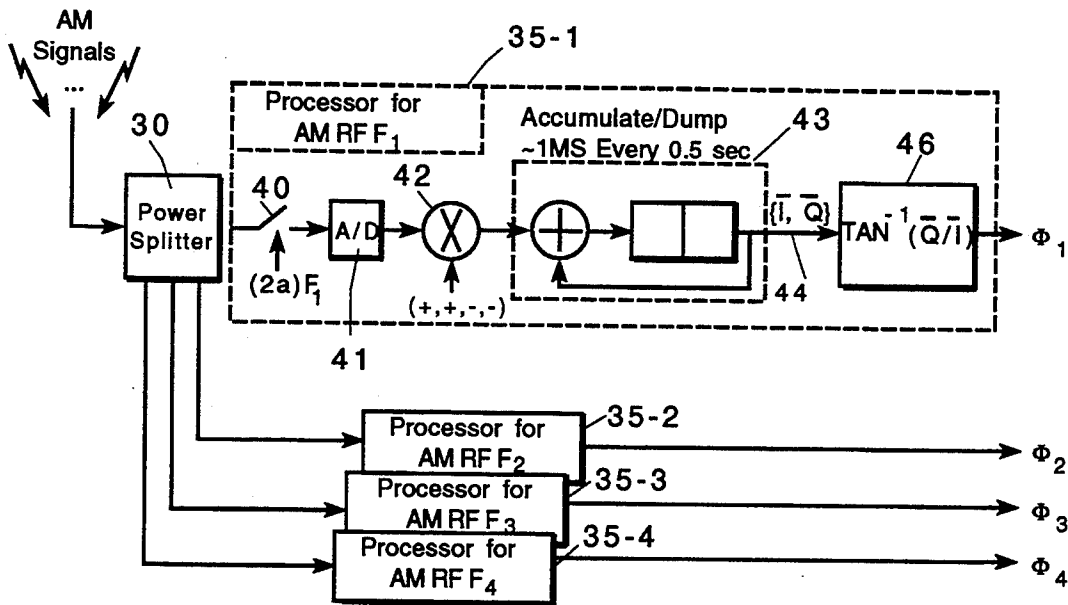 AM
Signals
...
30
Power
Splitter
35-1
Processor for
AM RF F₁
40
(2a)F₁
A/D
41
42
X
(+,+,-,-)
Accumulate/Dump
~1MS Every 0.5 sec
43
+
{I̅, Q̅}
44
46
TAN⁻¹(Q̅/I̅)
Φ₁
Processor for
AM RF F₂
35-2
Φ₂
Processor for
AM RF F₃
35-3
Φ₃
Processor for
AM RF F₄
35-4
Φ₄